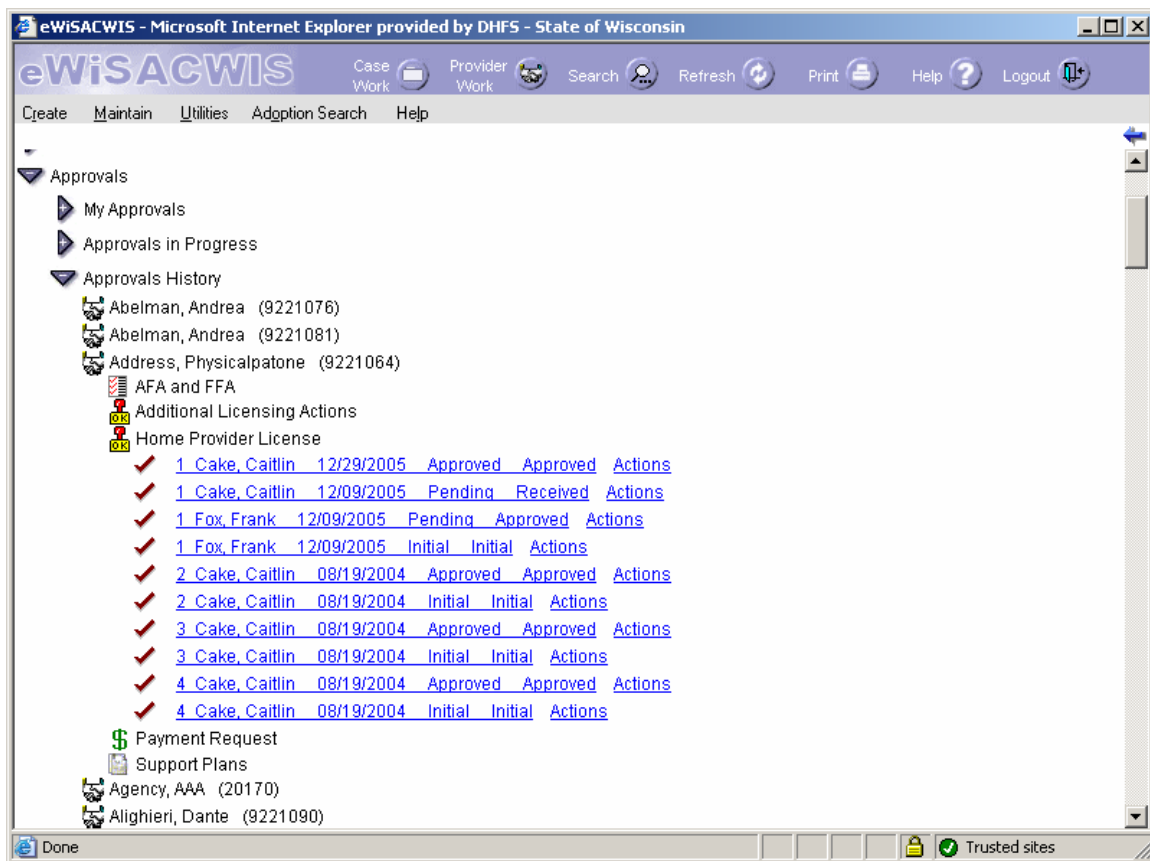 eWiSACWIS - Microsoft Internet Explorer provided by DHFS - State of Wisconsin
eWiSACWIS Case Work Provider Work Search Refresh Print Help Logout
Create Maintain Utilities Adoption Search Help
Approvals
My Approvals
Approvals in Progress
Approvals History
Abelman, Andrea (9221076)
Abelman, Andrea (9221081)
Address, Physicalpatone (9221064)
AFA and FFA
OK Additional Licensing Actions
OK Home Provider License
1 Cake, Caitlin 12/29/2005 Approved Approved Actions
1 Cake, Caitlin 12/09/2005 Pending Received Actions
1 Fox, Frank 12/09/2005 Pending Approved Actions
1 Fox, Frank 12/09/2005 Initial Initial Actions
2 Cake, Caitlin 08/19/2004 Approved Approved Actions
2 Cake, Caitlin 08/19/2004 Initial Initial Actions
3 Cake, Caitlin 08/19/2004 Approved Approved Actions
3 Cake, Caitlin 08/19/2004 Initial Initial Actions
4 Cake, Caitlin 08/19/2004 Approved Approved Actions
4 Cake, Caitlin 08/19/2004 Initial Initial Actions
$ Payment Request
Support Plans
Agency, AAA (20170)
Alighieri, Dante (9221090)
Done Trusted sites